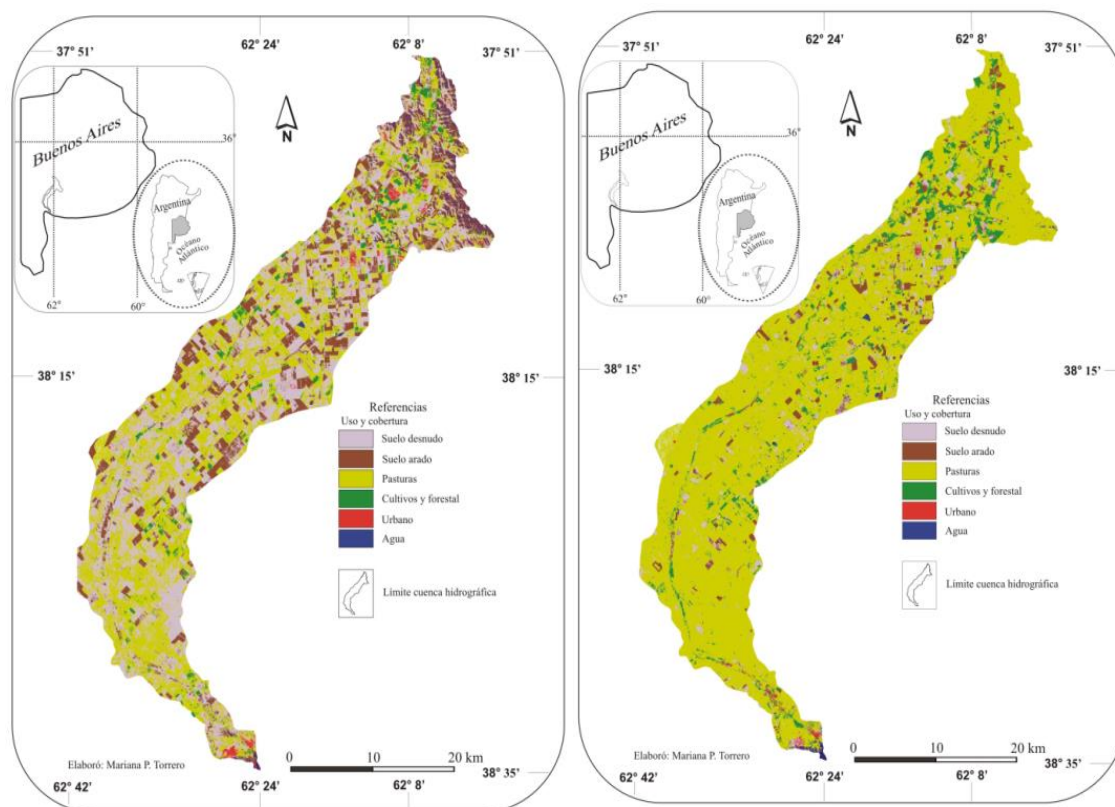 62° 24’
62° 8’
37° 51’
37° 51’
Buenos Aires
36°
N
Argentina
Océano
Atlántico
62°
60°
38° 15’
38° 15’
Referencias
Uso y cobertura
Suelo desnudo
Suelo arado
Pasturas
Cultivos y forestal
Urbano
Agua
Límite cuenca hidrográfica
0 10 20 km
Elaboró: Mariana P. Torrero
38° 35’
62° 42’
62° 24’
62° 8’
62° 24’
62° 8’
37° 51’
37° 51’
Buenos Aires
36°
N
Argentina
Océano
Atlántico
62°
60°
38° 15’
38° 15’
Referencias
Uso y cobertura
Suelo desnudo
Suelo arado
Pasturas
Cultivos y forestal
Urbano
Agua
Límite cuenca hidrográfica
0 10 20 km
Elaboró: Mariana P. Torrero
38° 35’
62° 42’
62° 24’
62° 8’